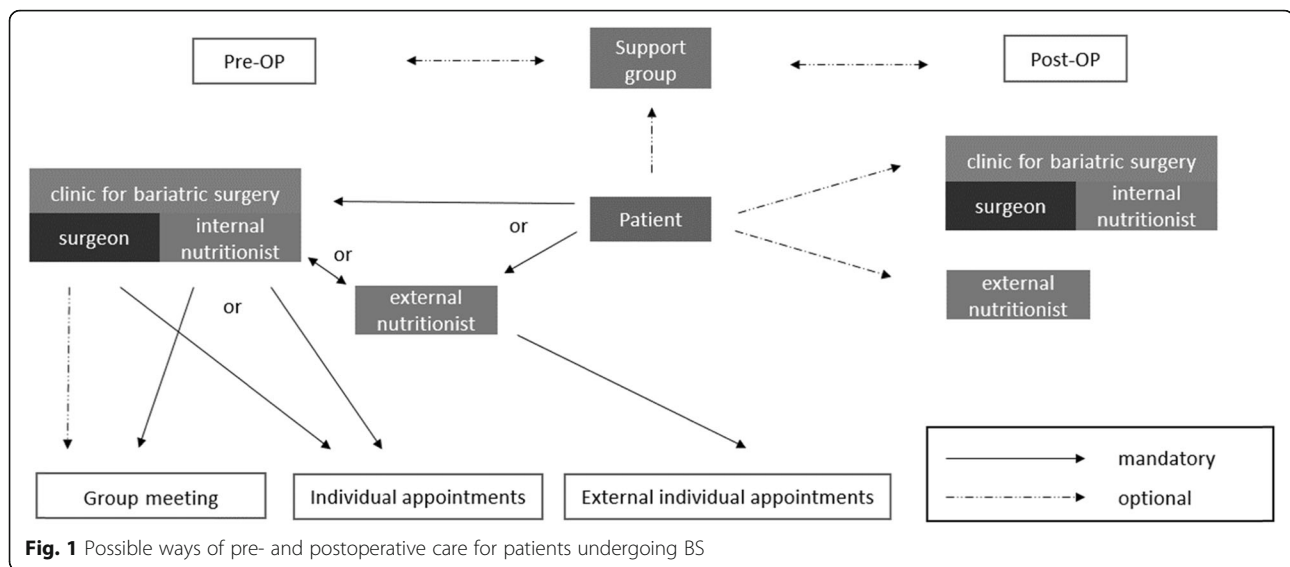 Pre-OP
Support
group
Post-OP
clinic for bariatric surgery
surgeon
internal
nutritionist
or
or
or
Patient
external
nutritionist
clinic for bariatric surgery
surgeon
internal
nutritionist
external
nutritionist
Group meeting
Individual appointments
External individual appointments
mandatory
optional
Fig. 1 Possible ways of pre- and postoperative care for patients undergoing BS